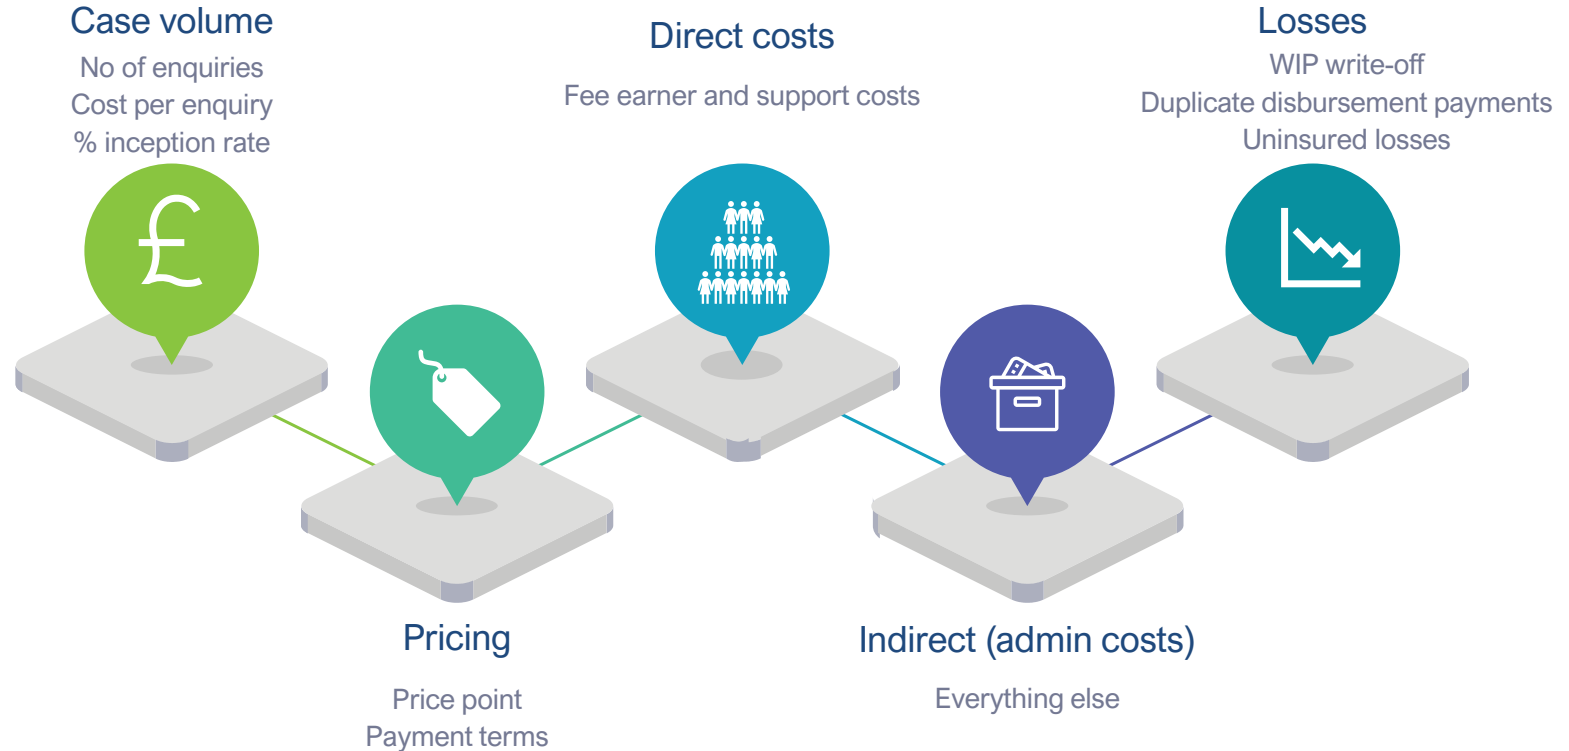 Case volume
No of enquiries
Cost per enquiry
% inception rate
Pricing
Price point
Payment terms
Direct costs
Fee earner and support costs
Indirect (admin costs)
Everything else
Losses
WIP write-off
Duplicate disbursement payments
Uninsured losses
£